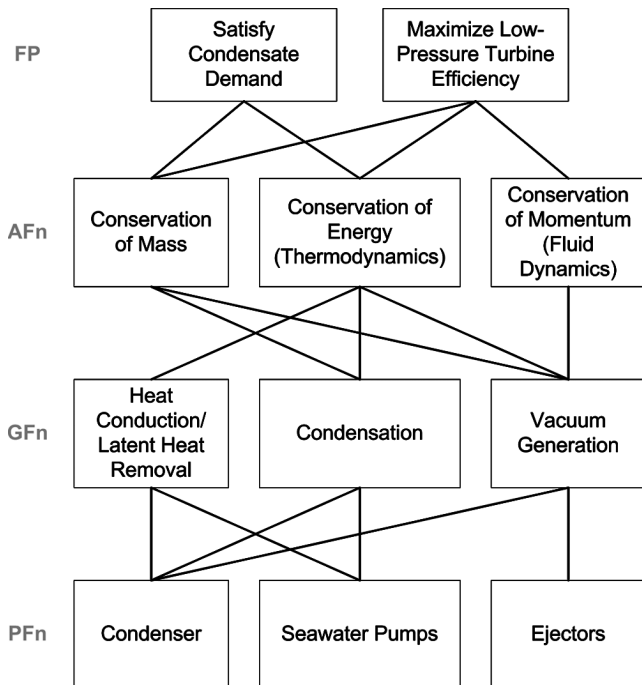 FP
Satisfy
Condensate
Demand
Maximize Low-
Pressure Turbine
Efficiency
AFn
Conservation
of Mass
Conservation of
Energy
(Thermodynamics)
Conservation
of Momentum
(Fluid
Dynamics)
GFn
Heat
Conduction/
Latent Heat
Removal
Condensation
Vacuum
Generation
PFn
Condenser
Seawater Pumps
Ejectors